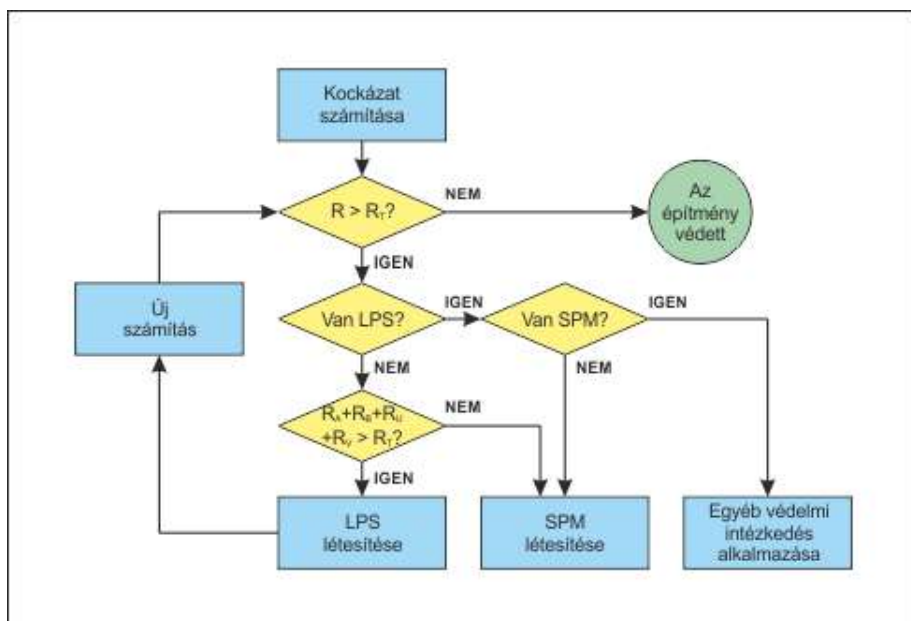 Kockázat
számítása
R > RT?
NEM
Az
építmény
védett
IGEN
Új
számítás
Van LPS?
IGEN
Van SPM?
IGEN
NEM
NEM
RA+RB+RU
+RV > RT?
NEM
IGEN
LPS
létesítése
SPM
létesítése
Egyéb védelmi
intézkedés
alkalmazása